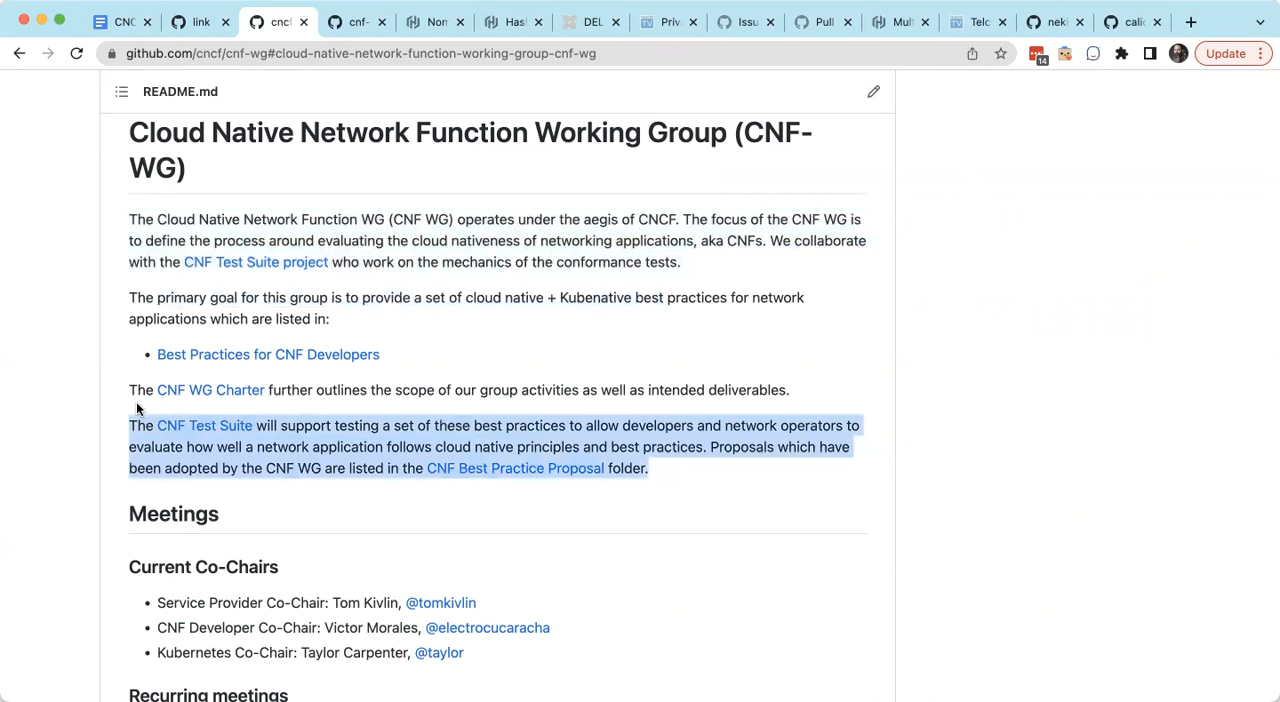 CNC
link
cncf
cnf-
Non
Hasl
DEL
Priva
Issu
Pull
Mult
Telc
neki
calic
github.com/cncf/cnf-wg#cloud-native-network-function-working-group-cnf-wg
14
Update
README.md
Cloud Native Network Function Working Group (CNF-
WG)
The Cloud Native Network Function WG (CNF WG) operates under the aegis of CNCF. The focus of the CNF WG is
to define the process around evaluating the cloud nativeness of networking applications, aka CNFs. We collaborate
with the CNF Test Suite project who work on the mechanics of the conformance tests.
The primary goal for this group is to provide a set of cloud native + Kubenative best practices for network
applications which are listed in:
• Best Practices for CNF Developers
The CNF WG Charter further outlines the scope of our group activities as well as intended deliverables.
The CNF Test Suite will support testing a set of these best practices to allow developers and network operators to
evaluate how well a network application follows cloud native principles and best practices. Proposals which have
been adopted by the CNF WG are listed in the CNF Best Practice Proposal folder.
Meetings
Current Co-Chairs
• Service Provider Co-Chair: Tom Kivlin, @tomkivlin
• CNF Developer Co-Chair: Victor Morales, @electrocucaracha
• Kubernetes Co-Chair: Taylor Carpenter, @taylor
Recurring meetings